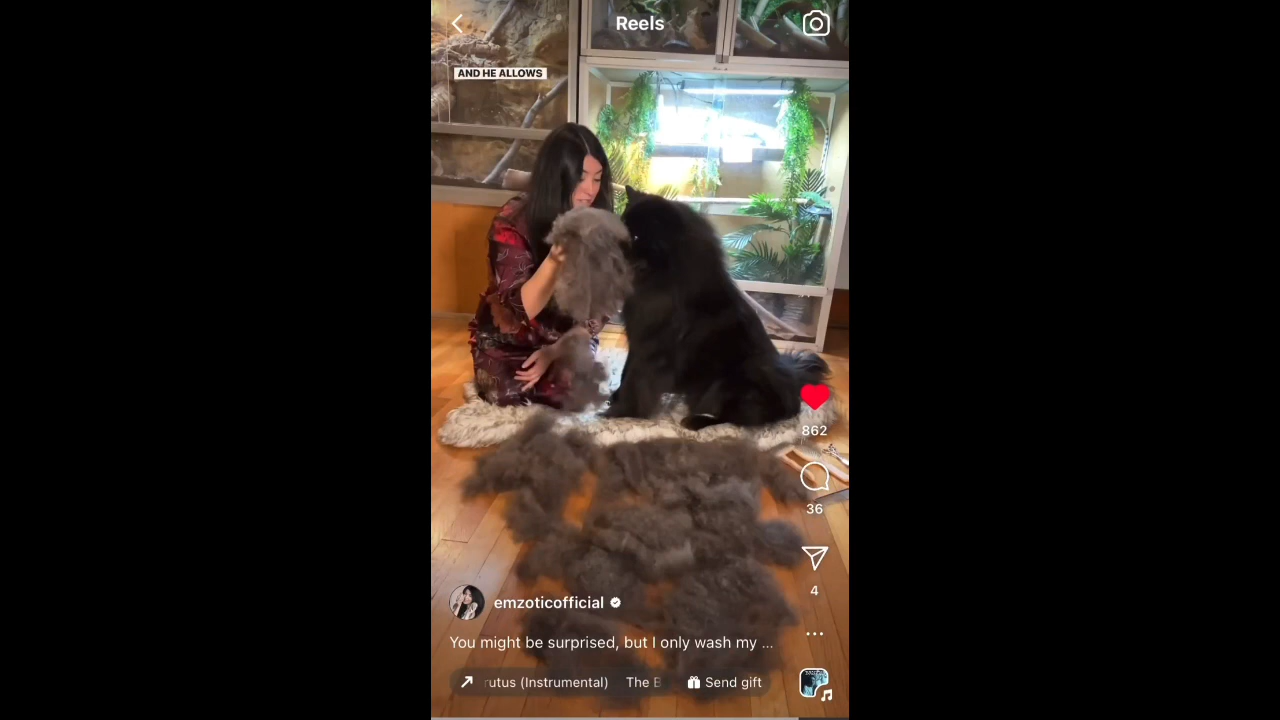 Reels
AND HE ALLOWS
862
36
4
emzoticofficial
You might be surprised, but I only wash my ...
rutus (Instrumental) The B
Send gift